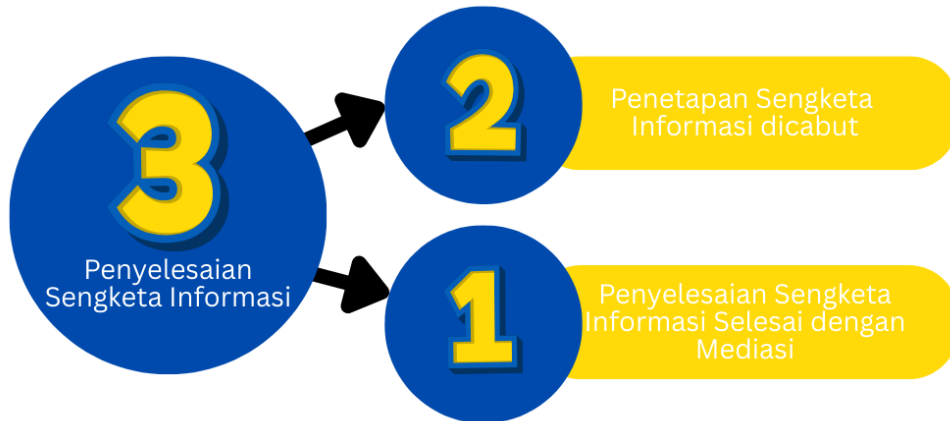 3
Penyelesaian
Sengketa Informasi
2
Penetapan Sengketa
Informasi dicabut
1
Penyelesaian Sengketa
Informasi Selesai dengan
Mediasi